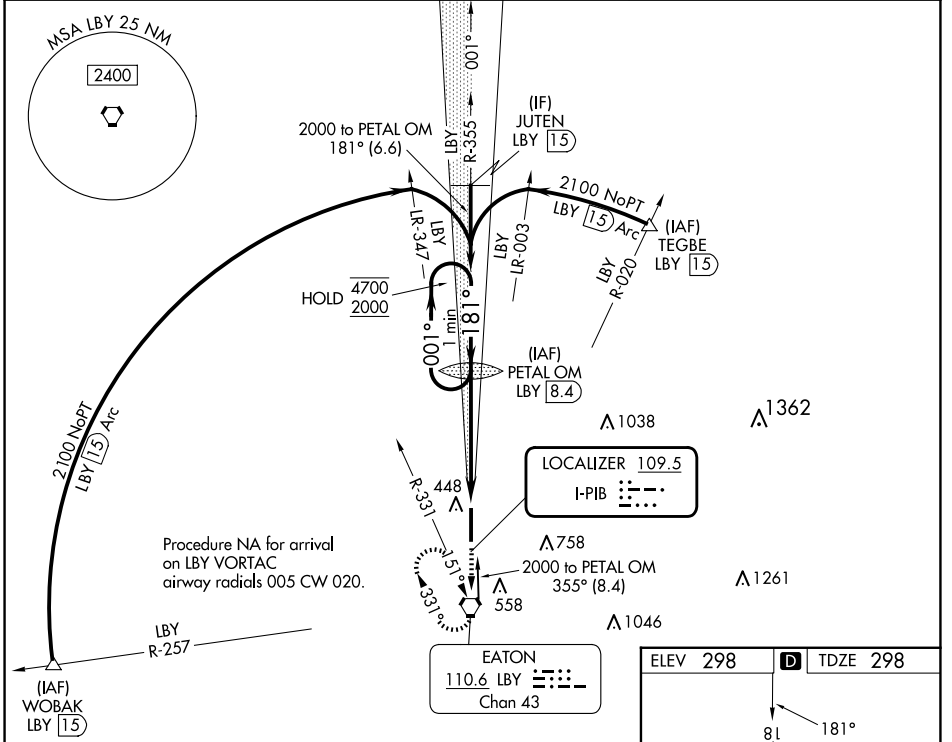 MSA LBY 25 NM
2400
2000 to PETAL OM
181° (6.6)
LBY
R-355
001°
(IF)
JUTEN
LBY 15
2100 NoPT
LBY 15 Arc
(IAF)
TEGBE
LBY 15
LBY
R-020
LBY
LR-347
LBY
LR-003
HOLD 4700
2000
001°
1 min
181°
(IAF)
PETAL OM
LBY 8.4
2100 NoPT
LBY 15 Arc
1038
1362
LOCALIZER 109.5
I-PIB
448
R-331
758
Procedure NA for arrival
on LBY VORTAC
airway radials 005 CW 020.
151°
331°
2000 to PETAL OM
355° (8.4)
558
1261
1046
LBY
R-257
(IAF)
WOBAK
LBY 15
EATON
110.6 LBY
Chan 43
ELEV 298 D TDZE 298
181°
18